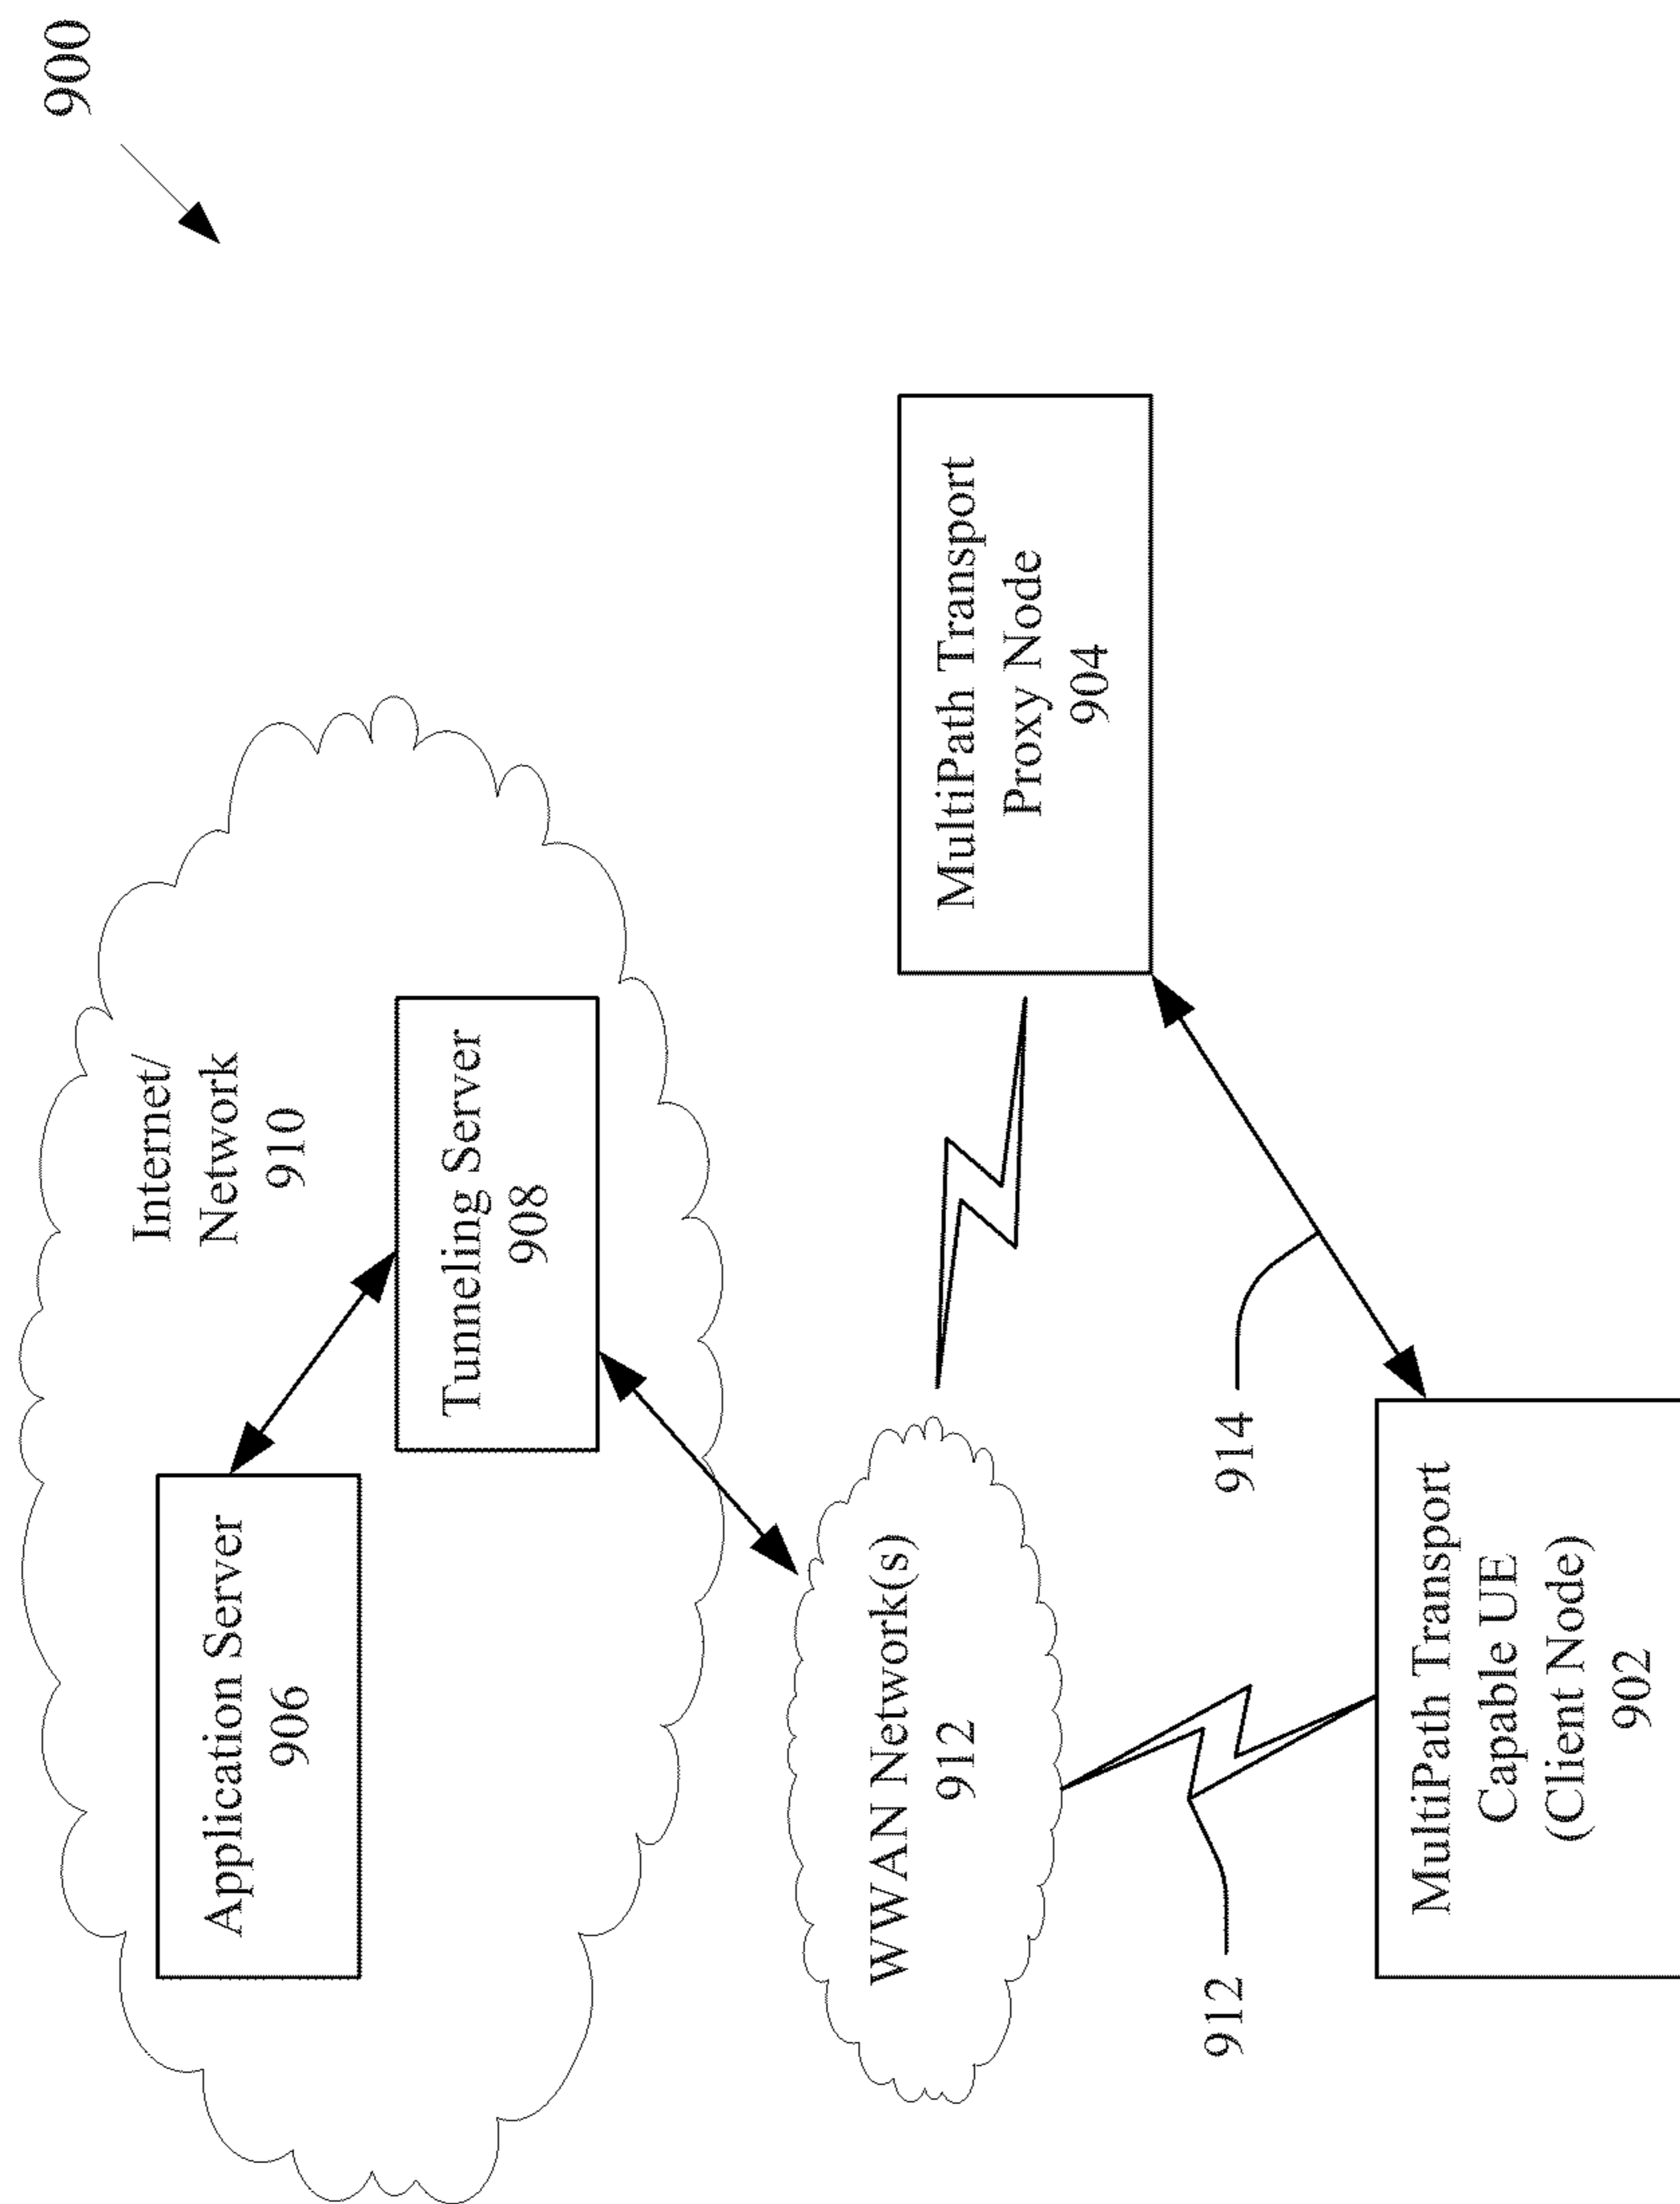 900
Internet/
Network
910
Application Server
906
Tunneling Server
908
WWAN Network(s)
912
MultiPath Transport
Proxy Node
904
912
914
MultiPath Transport
Capable UE
(Client Node)
902